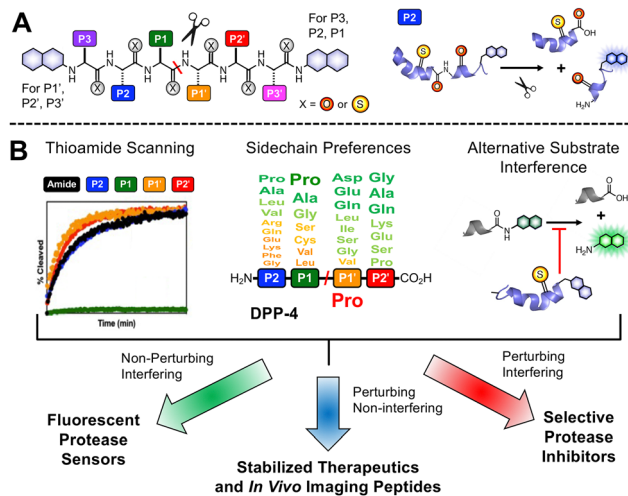 A
P3
P1
P2'
For P3,
P2, P1
X
X
X
N
H
H
N
N
H
H
N
N
H
H
N
N
H
X
X
X
For P1',
P2', P3'
P2
P1'
P3'
X = O or S
P2
S
O
N
H
O
S
O
OH
+
O
H₂N
B
Thioamide Scanning
Sidechain Preferences
Alternative Substrate
Interference
Amide
P2
P1
P1'
P2'
% Cleaved
Time (min)
Pro
Ala
Leu
Val
Arg
Gln
Glu
Lys
Phe
Gly
Pro
Ala
Gly
Ser
Cys
Val
Leu
Asp
Glu
Gln
Leu
Ile
Ser
Gly
Val
Gly
Ala
Gln
Lys
Glu
Ser
Pro
H₂N
P2
P1
P1'
P2'
CO₂H
Pro
DPP-4
O
N
H
O
OH
+
H₂N
S
Non-Perturbing
Interfering
Perturbing
Non-interfering
Perturbing
Interfering
Fluorescent
Protease
Sensors
Stabilized Therapeutics
and In Vivo Imaging Peptides
Selective
Protease
Inhibitors